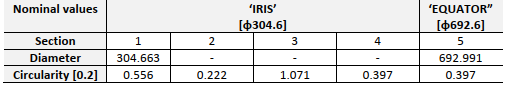 Nominal values ‘IRIS’ ‘EQUATOR”
[ϕ304.6] [ϕ692.6]
Section 1 2 3 4 5
Diameter 304.663 - - - 692.991
Circularity [0.2] 0.556 0.222 1.071 0.397 0.397